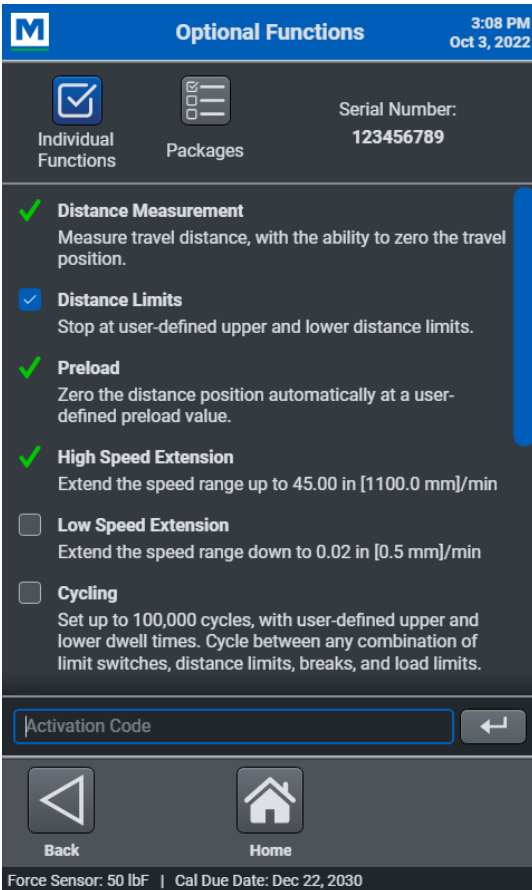 M
Optional Functions
3:08 PM
Oct 3, 2022
Individual
Functions
Packages
Serial Number:
123456789
Distance Measurement
Measure travel distance, with the ability to zero the travel
position.
Distance Limits
Stop at user-defined upper and lower distance limits.
Preload
Zero the distance position automatically at a user-
defined preload value.
High Speed Extension
Extend the speed range up to 45.00 in [1100.0 mm]/min
Low Speed Extension
Extend the speed range down to 0.02 in [0.5 mm]/min
Cycling
Set up to 100,000 cycles, with user-defined upper and
lower dwell times. Cycle between any combination of
limit switches, distance limits, breaks, and load limits.
Activation Code
Back
Home
Force Sensor: 50 lbF | Cal Due Date: Dec 22, 2030